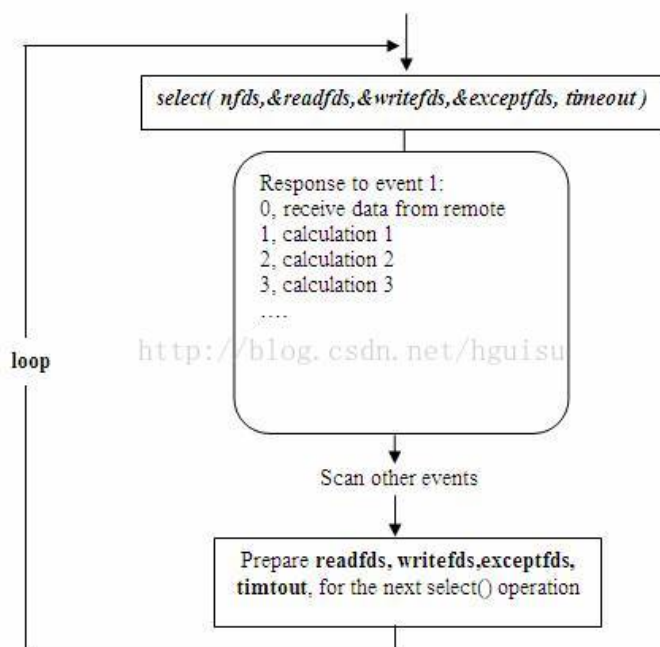 select( nfds,&readfds,&writefds,&exceptfds, timeout )
Response to event 1:
0, receive data from remote
1, calculation 1
2, calculation 2
3, calculation 3
....
http://blog.csdn.net/hguisu
loop
Scan other events
Prepare readfds, writefds,exceptfds,
timtout, for the next select() operation